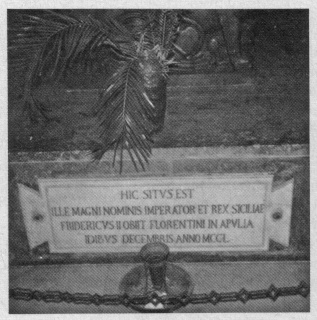 HIC SITVS EST
ILLE MAGNI NOMINIS IMPERATOR ET REX SICILIAE
FRIDERICVS II OBIIT FLORENTINI IN APVLIA
IDIBVS DECEMBRIS ANNO MCCL